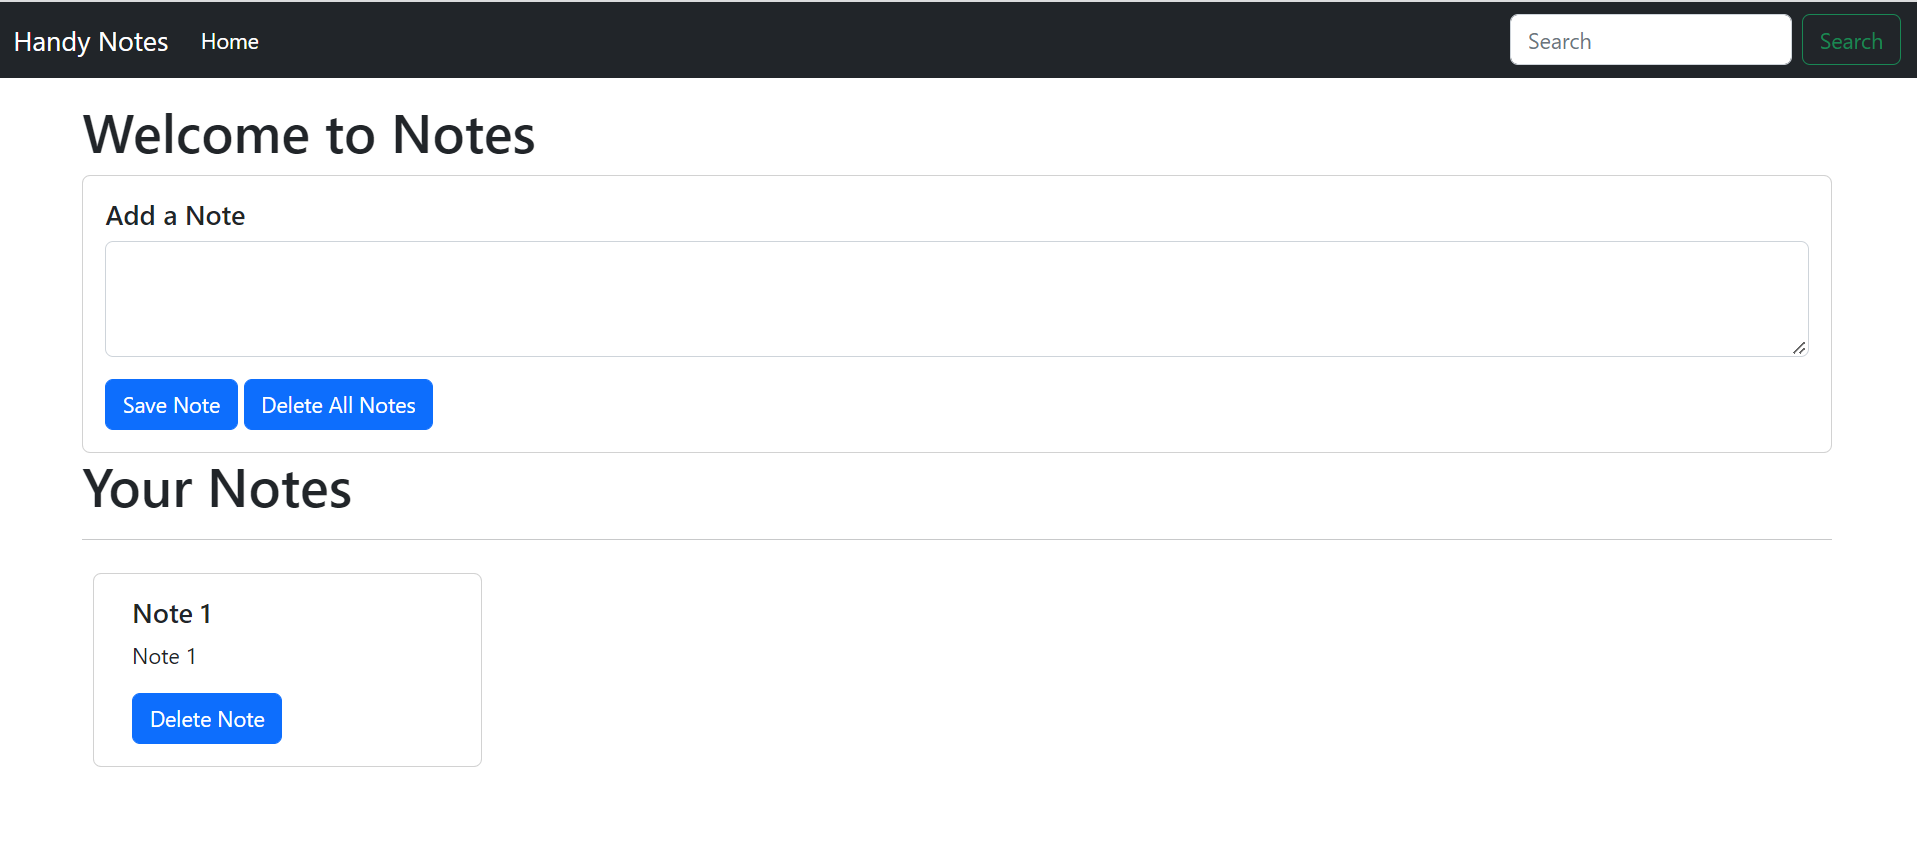 Handy Notes Home Search Search
Welcome to Notes
Add a Note
Save Note Delete All Notes
Your Notes
Note 1
Note 1
Delete Note